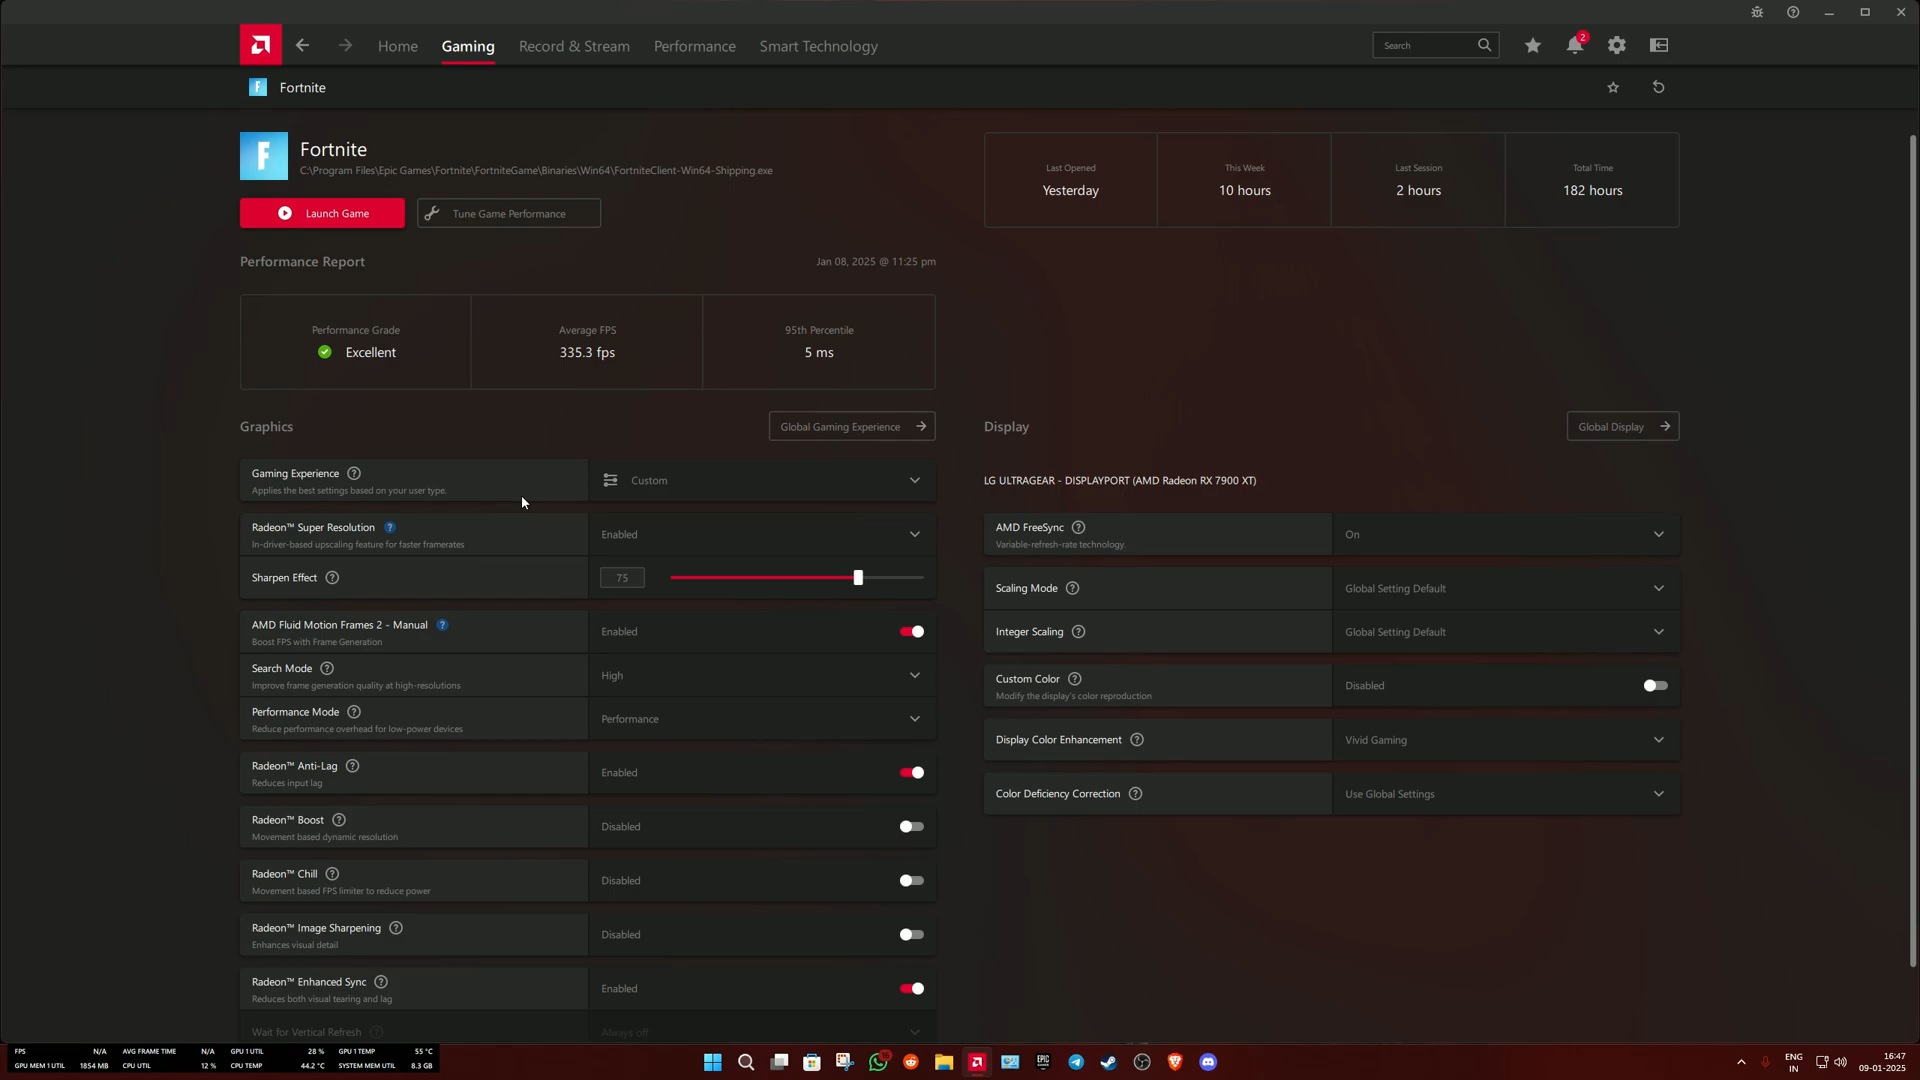 Home
Gaming
Record & Stream
Performance
Smart Technology
Search
2
Fortnite
F
Fortnite
C:\Program Files\Epic Games\Fortnite\FortniteGame\Binaries\Win64\FortniteClient-Win64-Shipping.exe
Launch Game
Tune Game Performance
Last Opened
Yesterday
This Week
10 hours
Last Session
2 hours
Total Time
182 hours
Performance Report
Jan 08, 2025 @ 11:25 pm
Performance Grade
Excellent
Average FPS
335.3 fps
95th Percentile
5 ms
Graphics
Global Gaming Experience
Gaming Experience
Applies the best settings based on your user type.
Custom
Radeon™ Super Resolution
In-driver-based upscaling feature for faster framerates
Enabled
Sharpen Effect
75
AMD Fluid Motion Frames 2 - Manual
Boost FPS with Frame Generation
Enabled
Search Mode
Improve frame generation quality at high-resolutions
High
Performance Mode
Reduce performance overhead for low-power devices
Performance
Radeon™ Anti-Lag
Reduces input lag
Enabled
Radeon™ Boost
Movement based dynamic resolution
Disabled
Radeon™ Chill
Movement based FPS limiter to reduce power
Disabled
Radeon™ Image Sharpening
Enhances visual detail
Disabled
Radeon™ Enhanced Sync
Reduces both visual tearing and lag
Enabled
Wait for Vertical Refresh
Always off
Display
Global Display
LG ULTRAGEAR - DISPLAYPORT (AMD Radeon RX 7900 XT)
AMD FreeSync
Variable-refresh-rate technology.
On
Scaling Mode
Global Setting Default
Integer Scaling
Global Setting Default
Custom Color
Modify the display's color reproduction
Disabled
Display Color Enhancement
Vivid Gaming
Color Deficiency Correction
Use Global Settings
FPS N/A AVG FRAME TIME N/A GPU 1 UTIL 28 % GPU 1 TEMP 55 °C
GPU MEM 1 UTIL 1854 MB CPU UTIL 12 % CPU TEMP 44.2 °C SYSTEM MEM UTIL 8.3 GB
EPIC
ENG
IN
16:47
09-01-2025